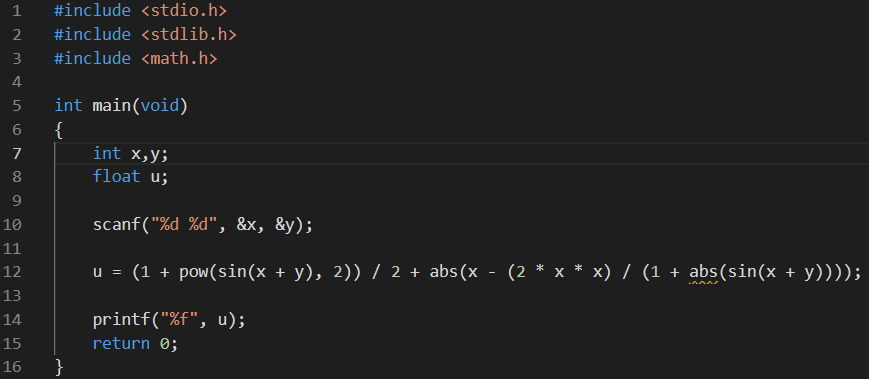 1 #include <stdio.h>
2 #include <stdlib.h>
3 #include <math.h>
4
5 int main(void)
6 {
7     int x,y;
8     float u;
9
10     scanf("%d %d", &x, &y);
11
12     u = (1 + pow(sin(x + y), 2)) / 2 + abs(x - (2 * x * x) / (1 + abs(sin(x + y))));
13
14     printf("%f", u);
15     return 0;
16 }